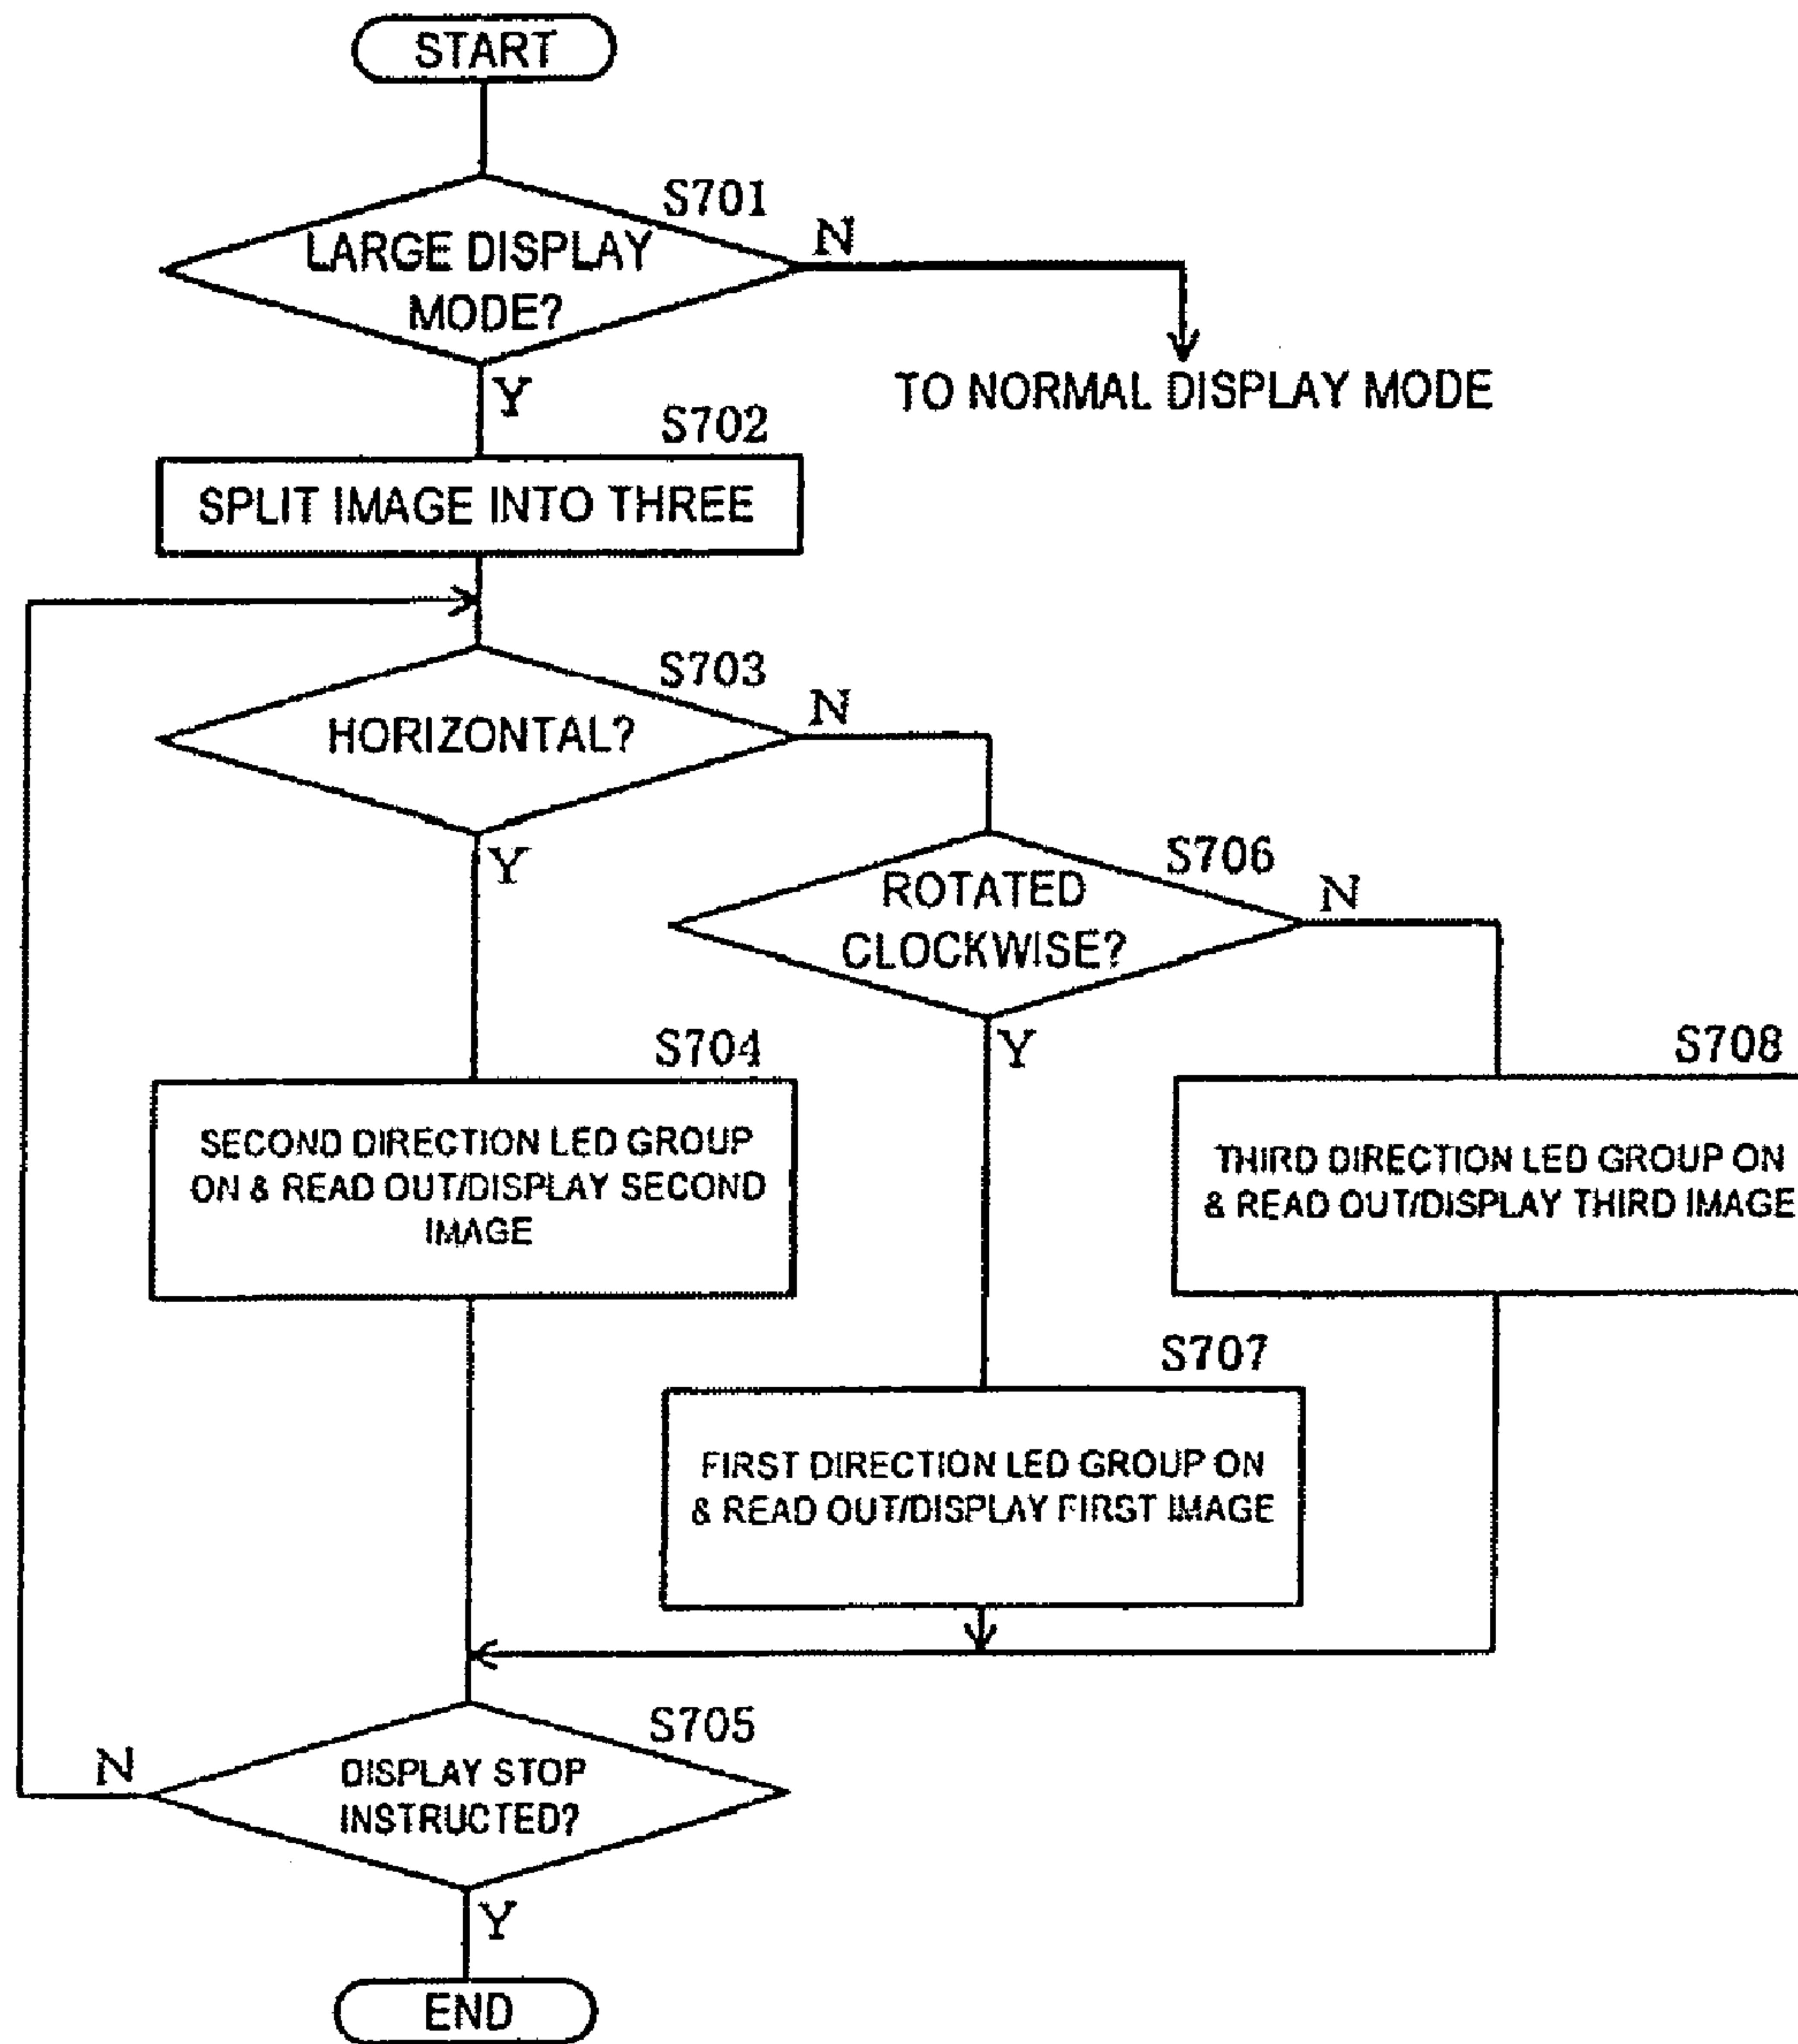 START
S701
LARGE DISPLAY
MODE?
N
Y
TO NORMAL DISPLAY MODE
S702
SPLIT IMAGE INTO THREE
S703
HORIZONTAL?
N
Y
S706
ROTATED
CLOCKWISE?
N
Y
S704
SECOND DIRECTION LED GROUP
ON & READ OUT/DISPLAY SECOND
IMAGE
S708
THIRD DIRECTION LED GROUP ON
& READ OUT/DISPLAY THIRD IMAGE
S707
FIRST DIRECTION LED GROUP ON
& READ OUT/DISPLAY FIRST IMAGE
S705
DISPLAY STOP
INSTRUCTED?
N
Y
END